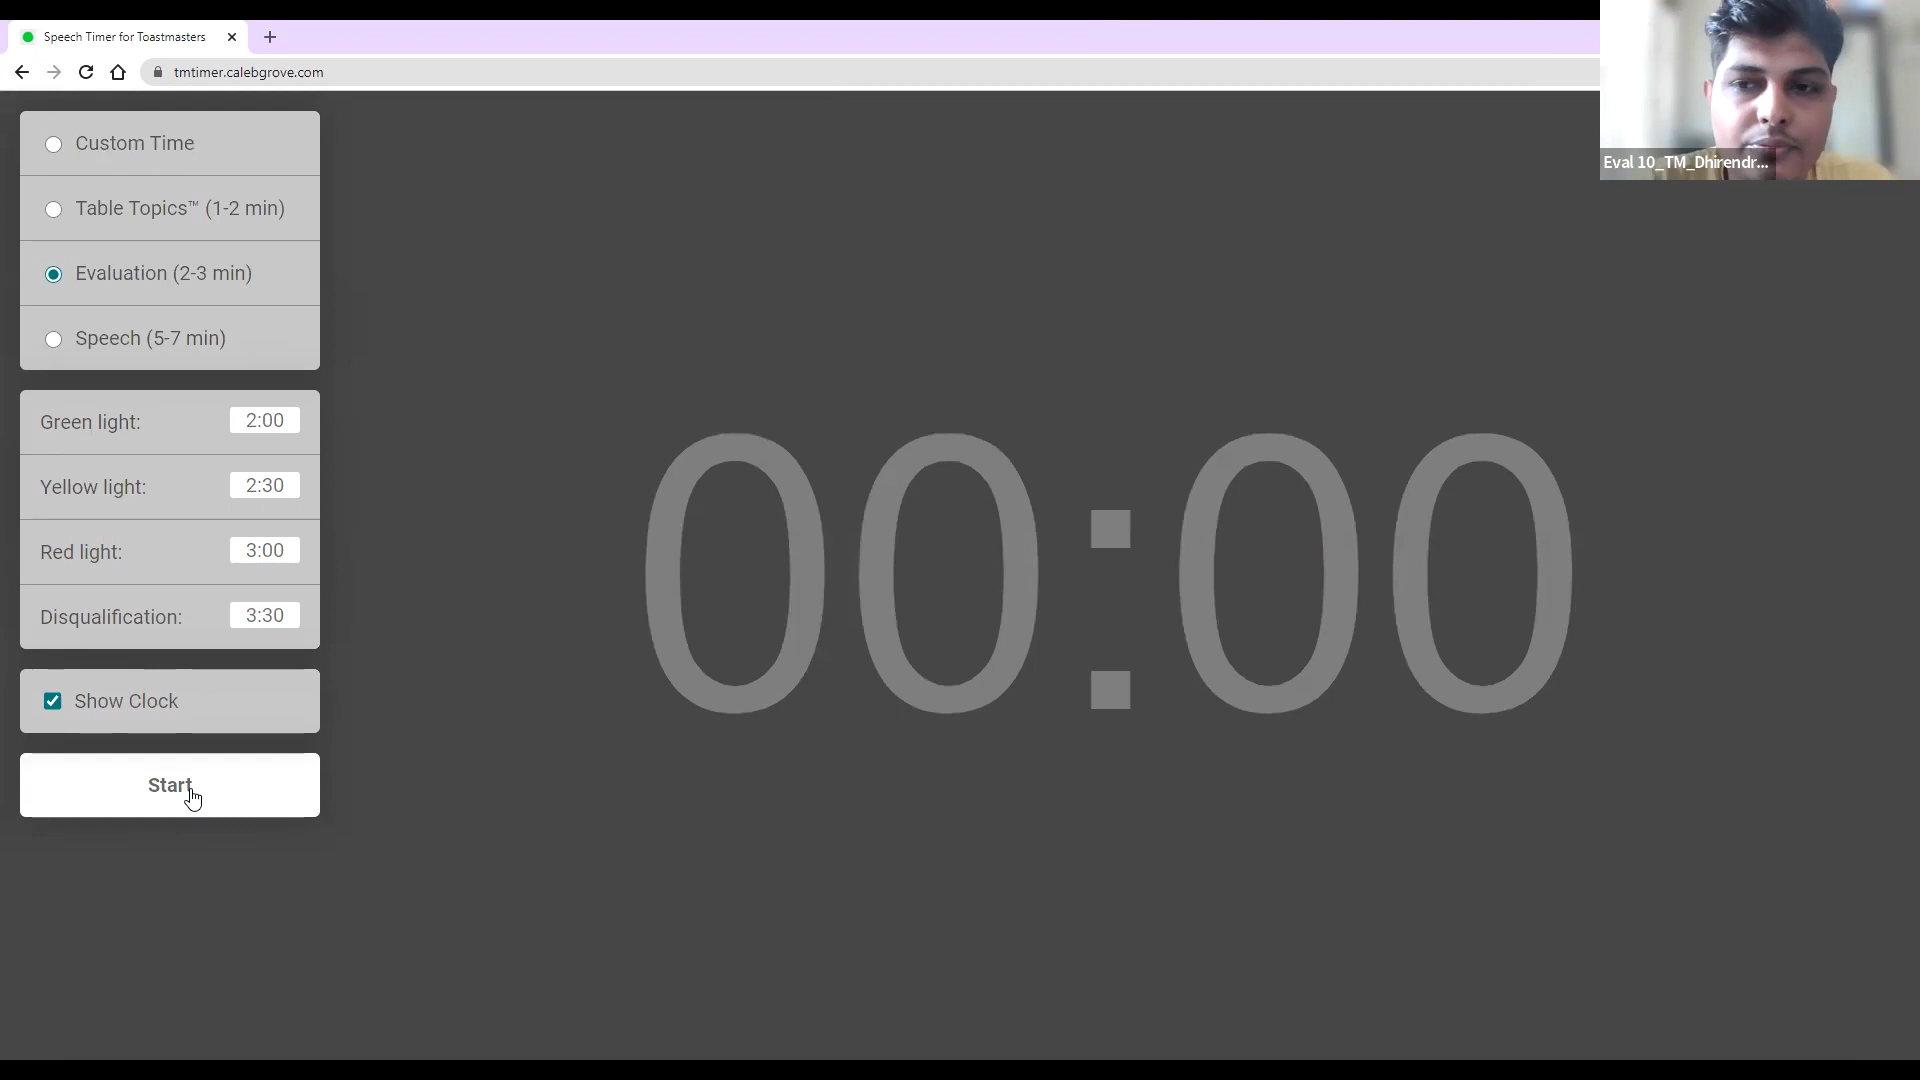 Speech Timer for Toastmasters
tmtimer.calebgrove.com
Eval 10_TM_Dhirendr...
Custom Time
Table Topics™ (1-2 min)
Evaluation (2-3 min)
Speech (5-7 min)
Green light: 2:00
Yellow light: 2:30
Red light: 3:00
Disqualification: 3:30
Show Clock
Start
00:00